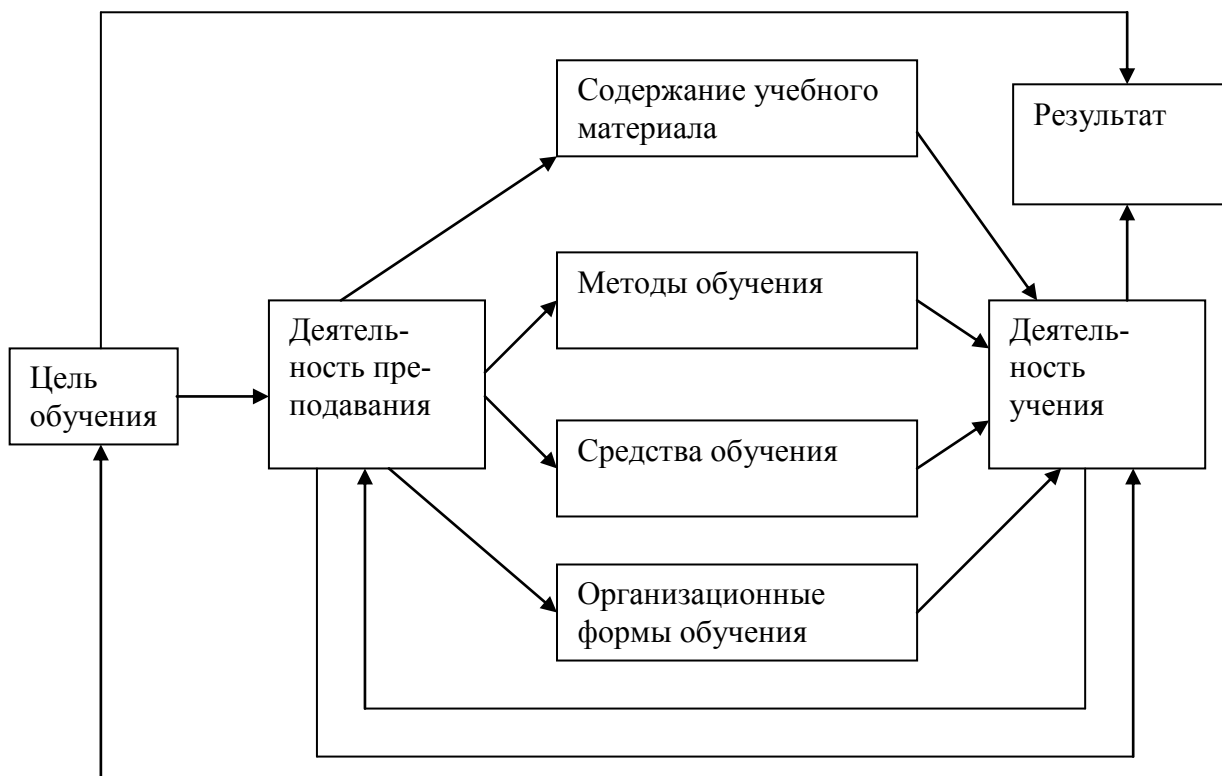 Содержание учебного
материала
Результат
Методы обучения
Деятель-
ность пре-
подавания
Деятель-
ность
учения
Цель
обучения
Средства обучения
Организационные
формы обучения